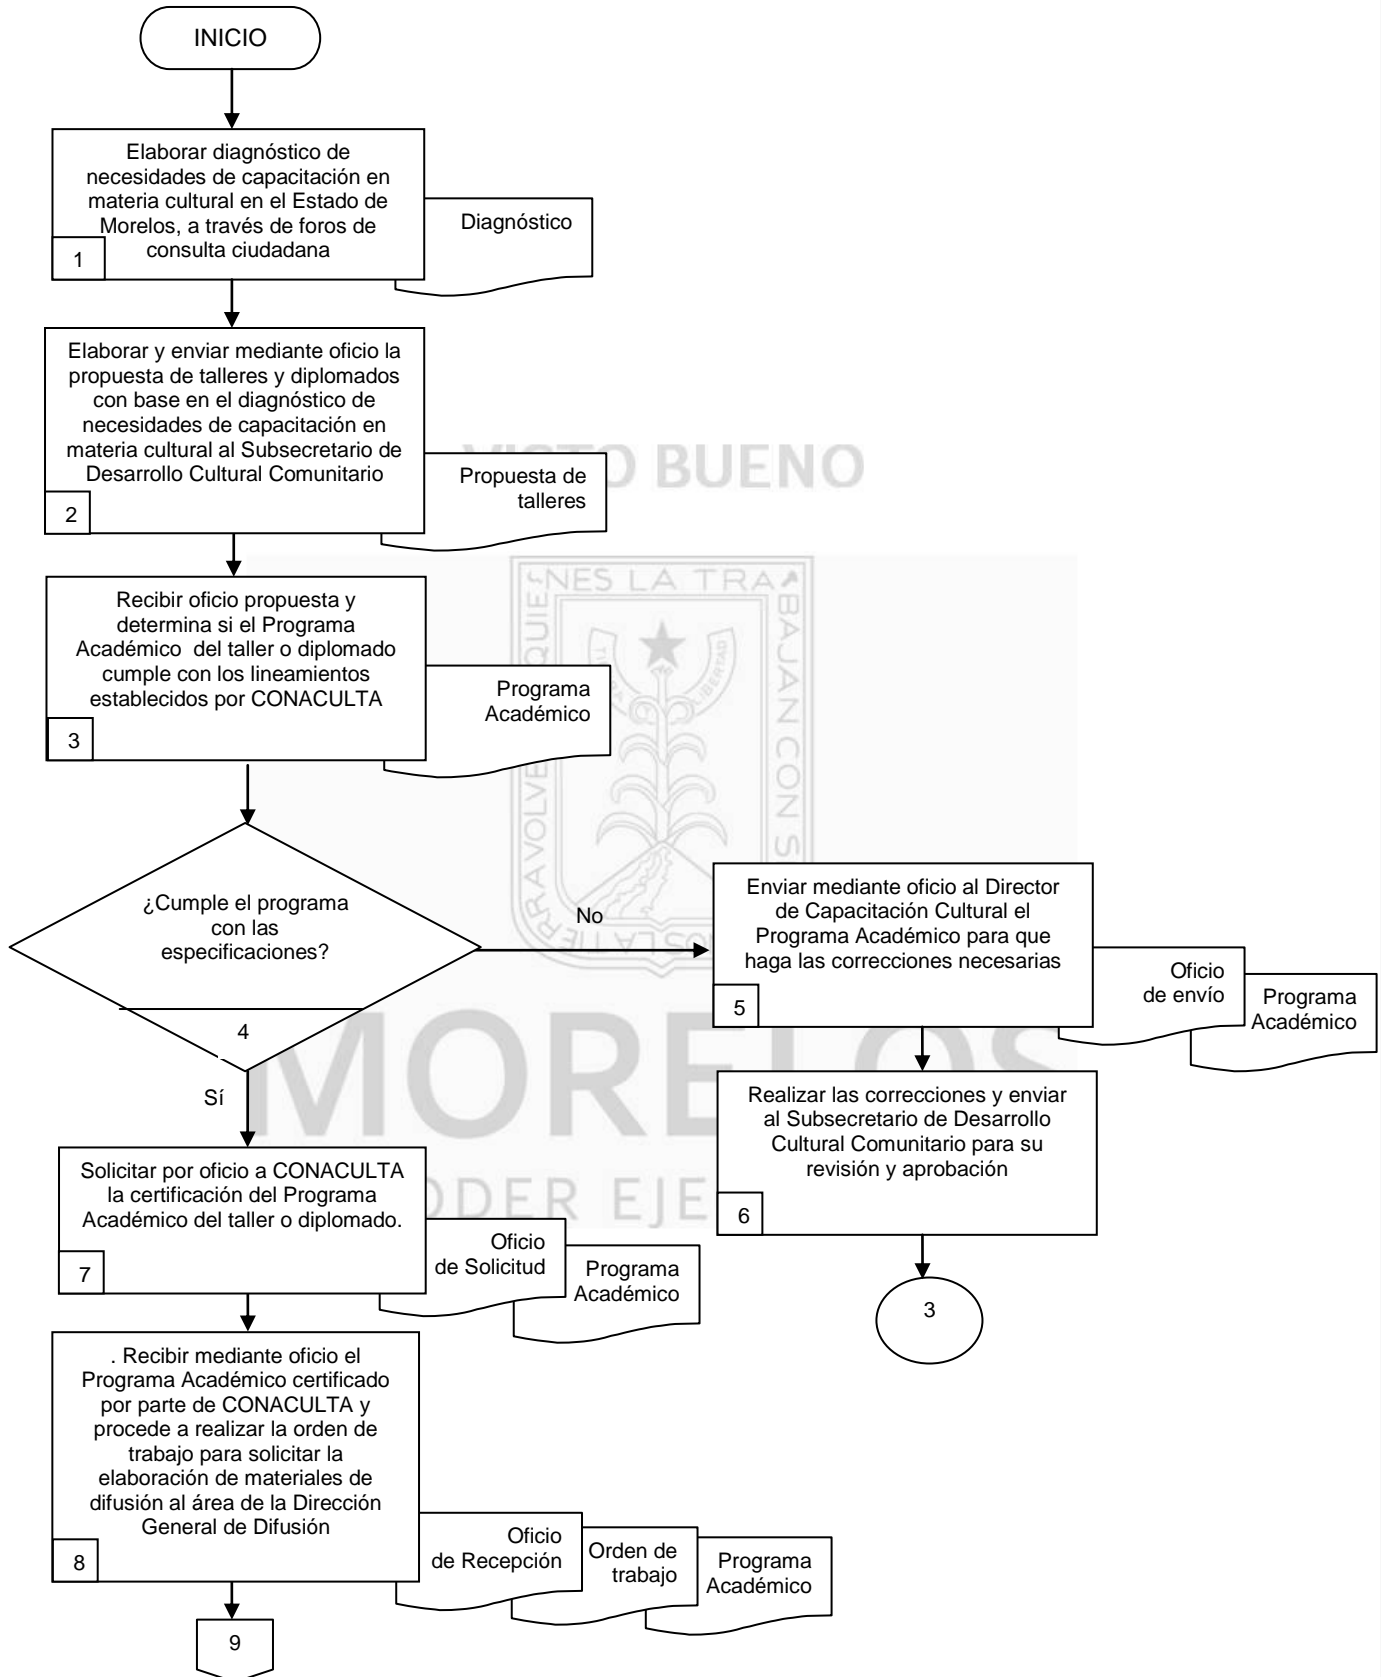 INICIO
Elaborar diagnóstico de
necesidades de capacitación en
materia cultural en el Estado de
Morelos, a través de foros de
consulta ciudadana
1
Diagnóstico
Elaborar y enviar mediante oficio la
propuesta de talleres y diplomados
con base en el diagnóstico de
necesidades de capacitación en
materia cultural al Subsecretario de
Desarrollo Cultural Comunitario
2
Propuesta de
talleres
BUENO
Recibir oficio propuesta y
determina si el Programa
Académico del taller o diplomado
cumple con los lineamientos
establecidos por CONACULTA
3
Programa
Académico
¿Cumple el programa
con las
especificaciones?
4
No
Sí
Enviar mediante oficio al Director
de Capacitación Cultural el
Programa Académico para que
haga las correcciones necesarias
5
Oficio
de envío
Programa
Académico
Realizar las correcciones y enviar
al Subsecretario de Desarrollo
Cultural Comunitario para su
revisión y aprobación
6
3
MORELOS
Solicitar por oficio a CONACULTA
la certificación del Programa
Académico del taller o diplomado.
7
Oficio
de Solicitud
Programa
Académico
. Recibir mediante oficio el
Programa Académico certificado
por parte de CONACULTA y
procede a realizar la orden de
trabajo para solicitar la
elaboración de materiales de
difusión al área de la Dirección
General de Difusión
8
Oficio
de Recepción
Orden de
trabajo
Programa
Académico
9